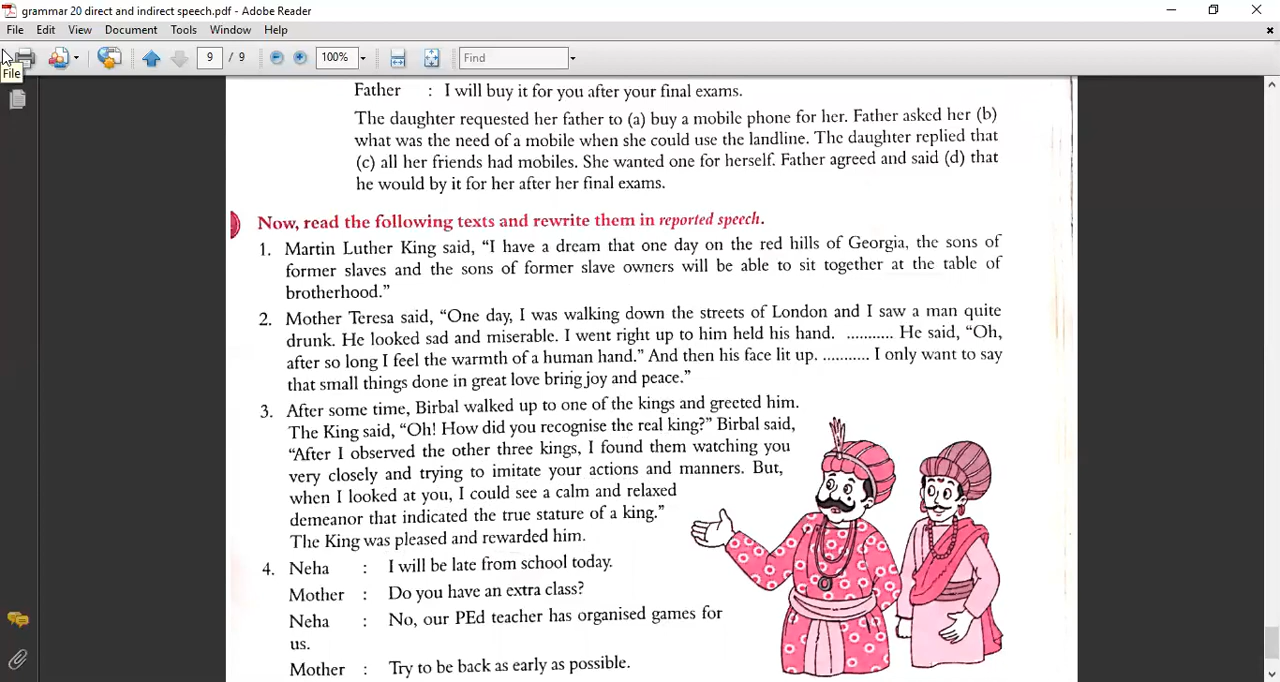 grammar 20 direct and indirect speech.pdf - Adobe Reader
File Edit View Document Tools Window Help
9 / 9 100% Find
File
Father : I will buy it for you after your final exams.
The daughter requested her father to (a) buy a mobile phone for her. Father asked her (b)
what was the need of a mobile when she could use the landline. The daughter replied that
(c) all her friends had mobiles. She wanted one for herself. Father agreed and said (d) that
he would by it for her after her final exams.
Now, read the following texts and rewrite them in reported speech.
1. Martin Luther King said, “I have a dream that one day on the red hills of Georgia, the sons of
former slaves and the sons of former slave owners will be able to sit together at the table of
brotherhood.”
2. Mother Teresa said, “One day, I was walking down the streets of London and I saw a man quite
drunk. He looked sad and miserable. I went right up to him held his hand. ........... He said, “Oh,
after so long I feel the warmth of a human hand.” And then his face lit up. ........... I only want to say
that small things done in great love bring joy and peace.”
3. After some time, Birbal walked up to one of the kings and greeted him.
The King said, “Oh! How did you recognise the real king?” Birbal said,
“After I observed the other three kings, I found them watching you
very closely and trying to imitate your actions and manners. But,
when I looked at you, I could see a calm and relaxed
demeanor that indicated the true stature of a king.”
The King was pleased and rewarded him.
4. Neha : I will be late from school today.
Mother : Do you have an extra class?
Neha : No, our PEd teacher has organised games for
us.
Mother : Try to be back as early as possible.